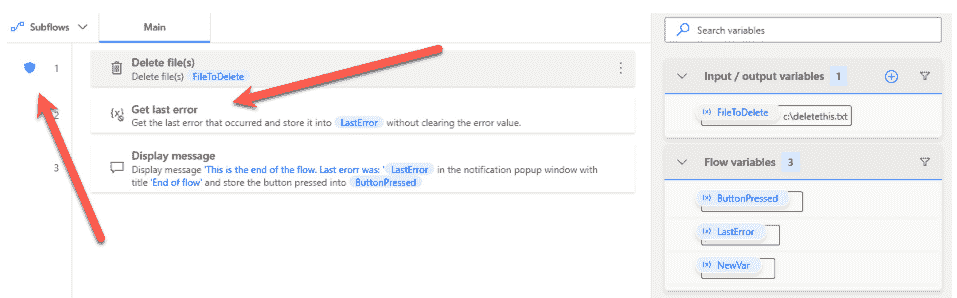 Subflows
Main
Search variables
1
Delete file(s)
Delete file(s) FileToDelete
2
Get last error
Get the last error that occurred and store it into LastError without clearing the error value.
3
Display message
Display message 'This is the end of the flow. Last erorr was: ' LastError in the notification popup window with
title 'End of flow' and store the button pressed into ButtonPressed
Input / output variables 1
(x) FileToDelete c:\deletethis.txt
Flow variables 3
(x) ButtonPressed
(x) LastError
(x) NewVar